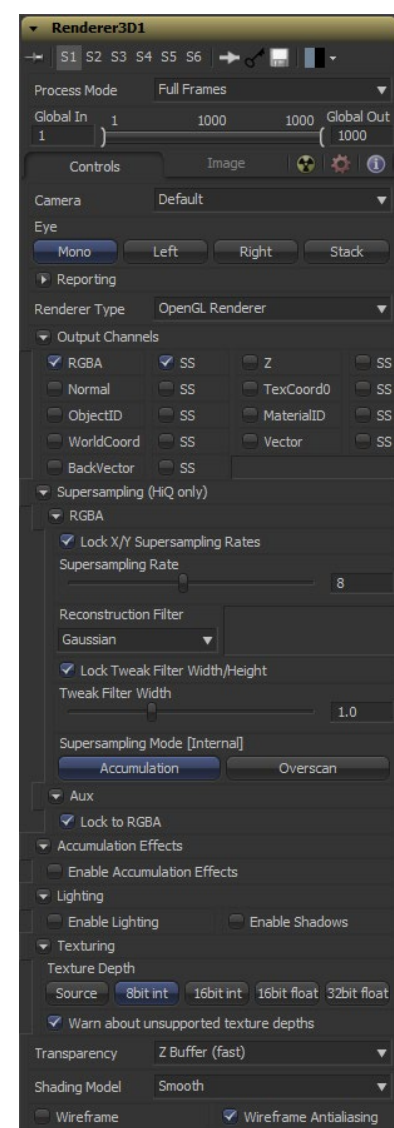 Renderer3D1
S1 S2 S3 S4 S5 S6
Process Mode Full Frames
Global In 1 1000 1000 Global Out
1 1000
Controls Image
Camera Default
Eye
Mono Left Right Stack
Reporting
Renderer Type OpenGL Renderer
Output Channels
RGBA SS Z SS
Normal SS TexCoord0 SS
ObjectID SS MaterialID SS
WorldCoord SS Vector SS
BackVector SS
Supersampling (HiQ only)
RGBA
Lock X/Y Supersampling Rates
Supersampling Rate
8
Reconstruction Filter
Gaussian
Lock Tweak Filter Width/Height
Tweak Filter Width
1.0
Supersampling Mode [Internal]
Accumulation Overscan
Aux
Lock to RGBA
Accumulation Effects
Enable Accumulation Effects
Lighting
Enable Lighting Enable Shadows
Texturing
Texture Depth
Source 8bit int 16bit int 16bit float 32bit float
Warn about unsupported texture depths
Transparency Z Buffer (fast)
Shading Model Smooth
Wireframe Wireframe Antialiasing